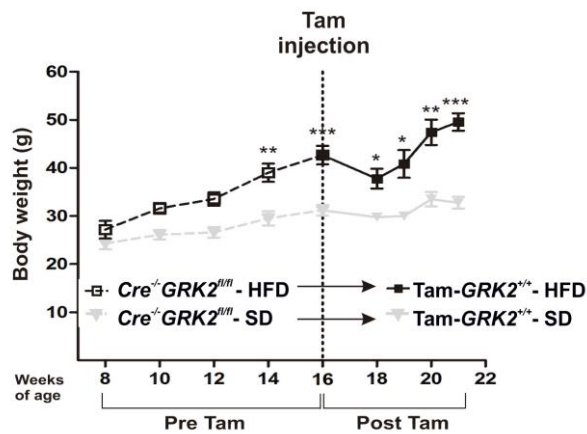 Tam
injection
Body weight (g)
60
50
40
30
20
10
** *** * * ** ***
Cre-/-GRK2fl/fl - HFD Tam-GRK2+/+ - HFD
Cre-/-GRK2fl/fl - SD Tam-GRK2+/+ - SD
Weeks of age
8 10 12 14 16 18 20 22
Pre Tam Post Tam